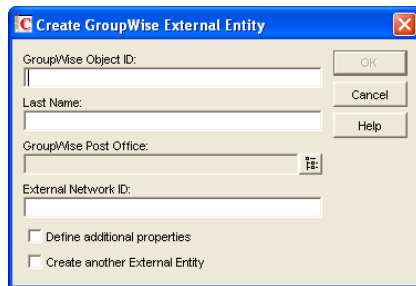 Create GroupWise External Entity
GroupWise Object ID:
OK
Last Name:
Cancel
Help
GroupWise Post Office:
External Network ID:
Define additional properties
Create another External Entity